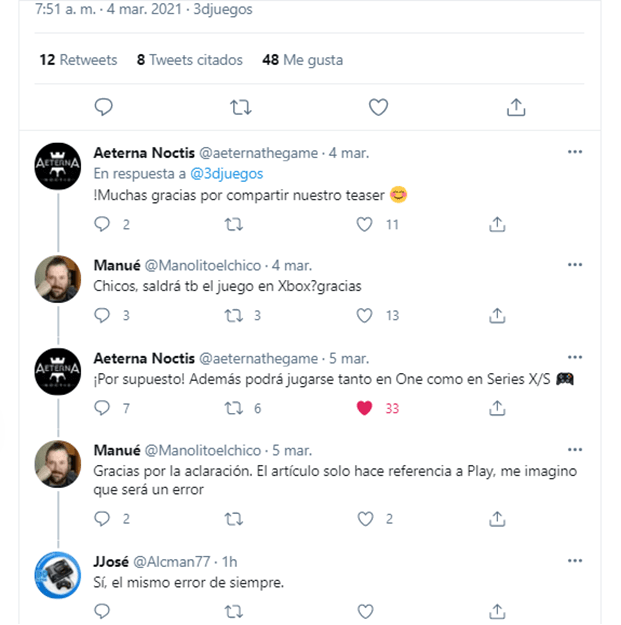 7:51 a. m. · 4 mar. 2021 · 3djuegos
12 Retweets 8 Tweets citados 48 Me gusta
Aeterna Noctis @aeternathegame · 4 mar.
En respuesta a @3djuegos
!Muchas gracias por compartir nuestro teaser
2 11
Manué @Manolitoelchico · 4 mar.
Chicos, saldrá tb el juego en Xbox?gracias
3 3 13
Aeterna Noctis @aeternathegame · 5 mar.
¡Por supuesto! Además podrá jugarse tanto en One como en Series X/S
7 6 33
Manué @Manolitoelchico · 5 mar.
Gracias por la aclaración. El artículo solo hace referencia a Play, me imagino
que será un error
2 2
JJosé @Alcman77 · 1h
Sí, el mismo error de siempre.
AETERNA
NOCTIS
AETERNA
NOCTIS